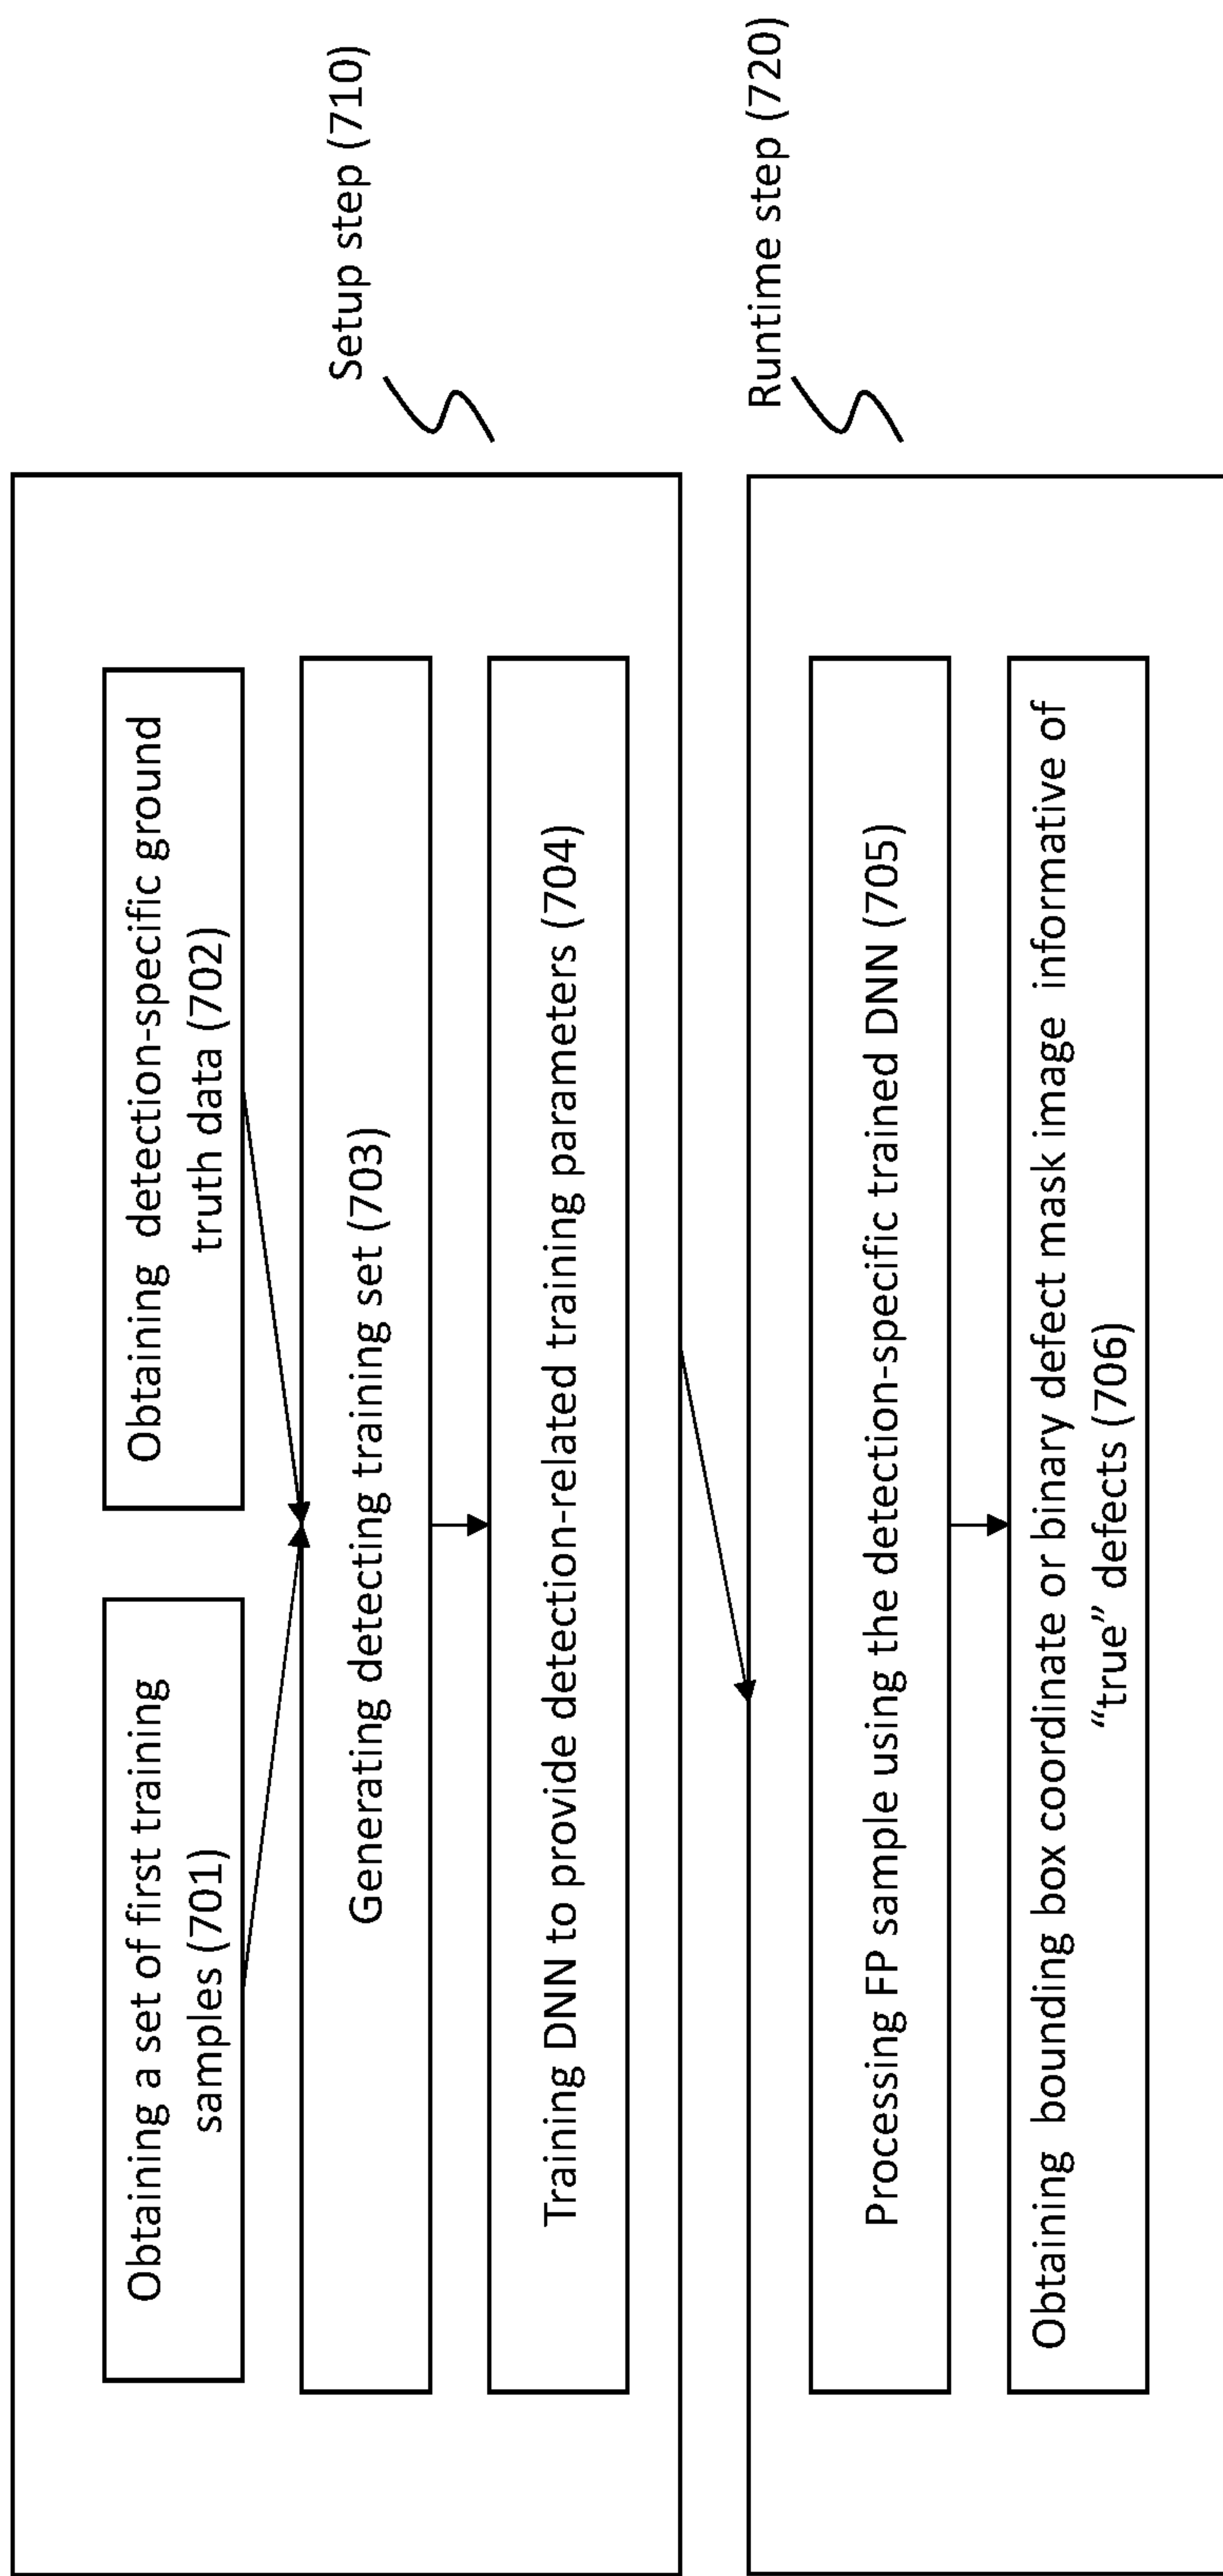 Obtaining a set of first training
samples (701)
Obtaining detection-specific ground
truth data (702)
Generating detecting training set (703)
Training DNN to provide detection-related training parameters (704)
Setup step (710)
Processing FP sample using the detection-specific trained DNN (705)
Obtaining bounding box coordinate or binary defect mask image informative of
“true” defects (706)
Runtime step (720)